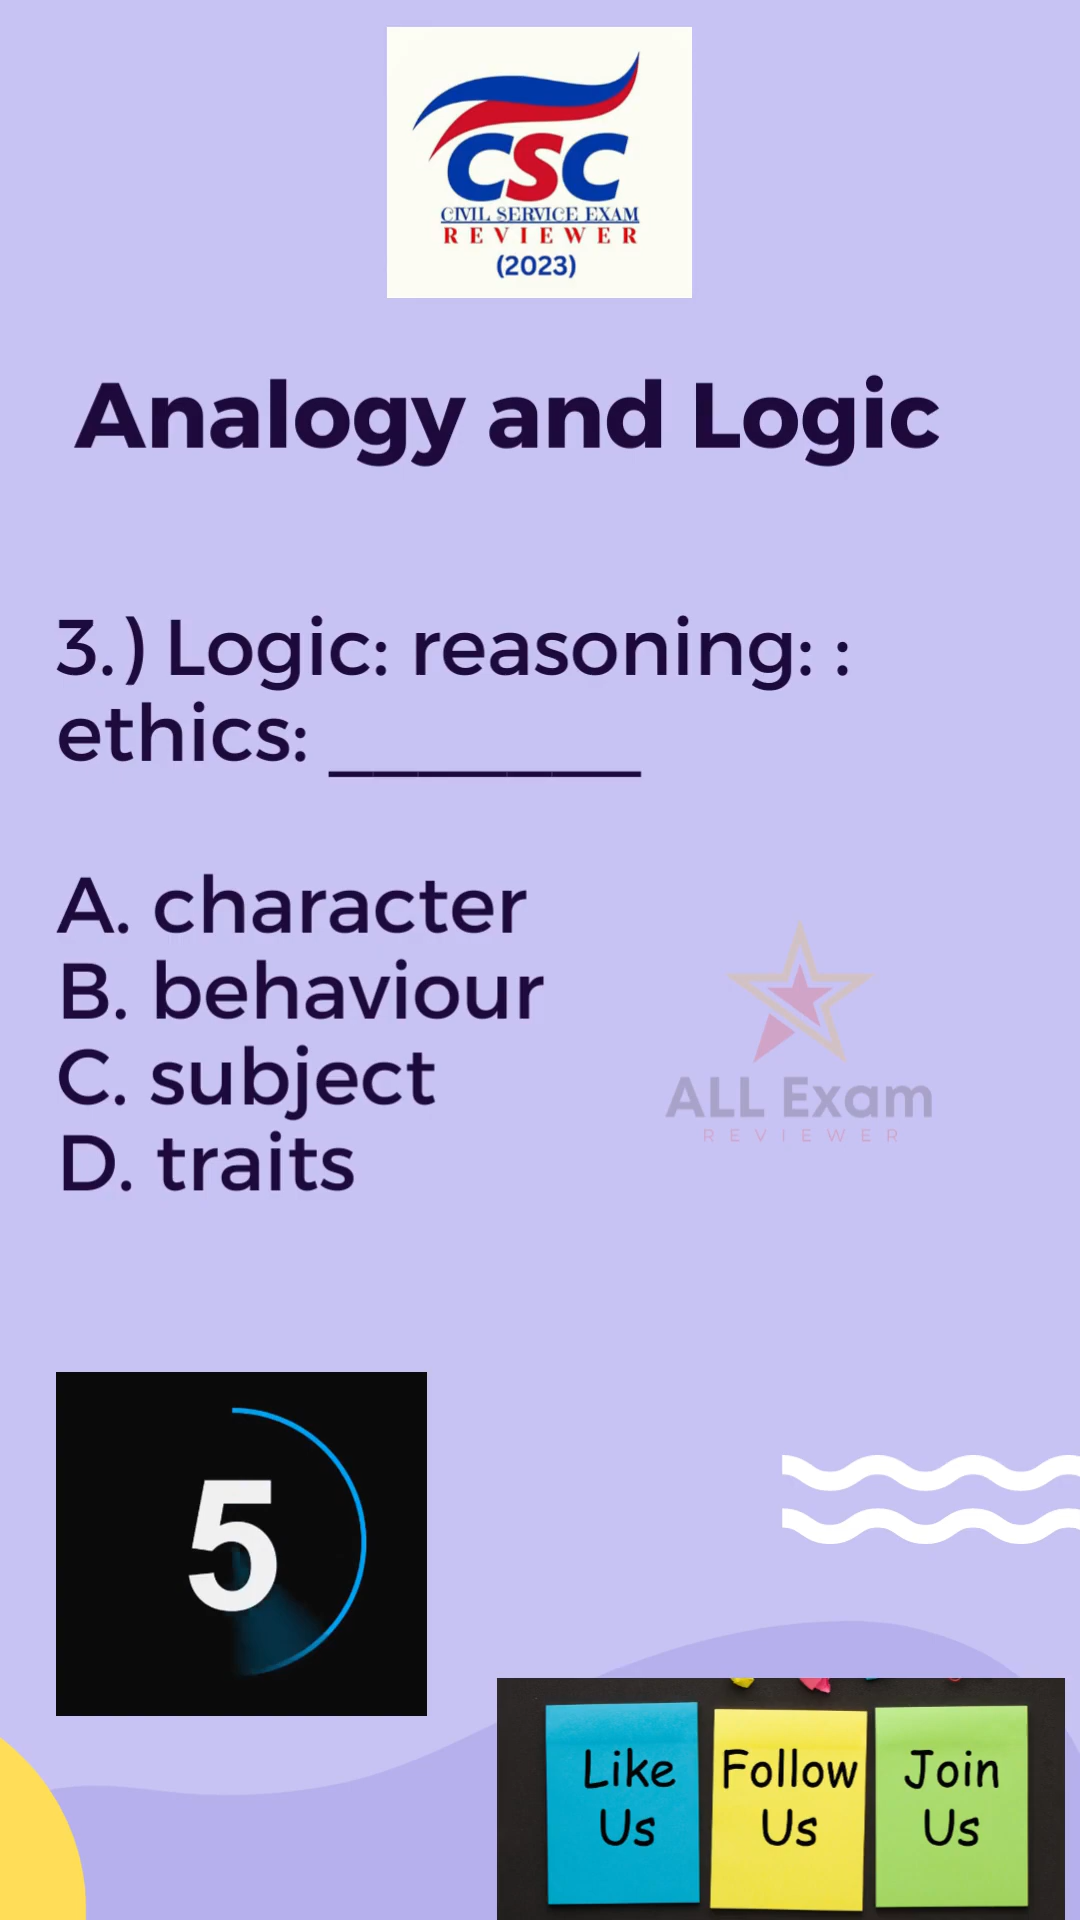 CSC
CIVIL SERVICE EXAM
REVIEWER
(2023)
Analogy and Logic
3.) Logic: reasoning: :
ethics: _______
A. character
B. behaviour
C. subject
D. traits
ALL Exam
REVIEWER
5
Like Us
Follow Us
Join Us